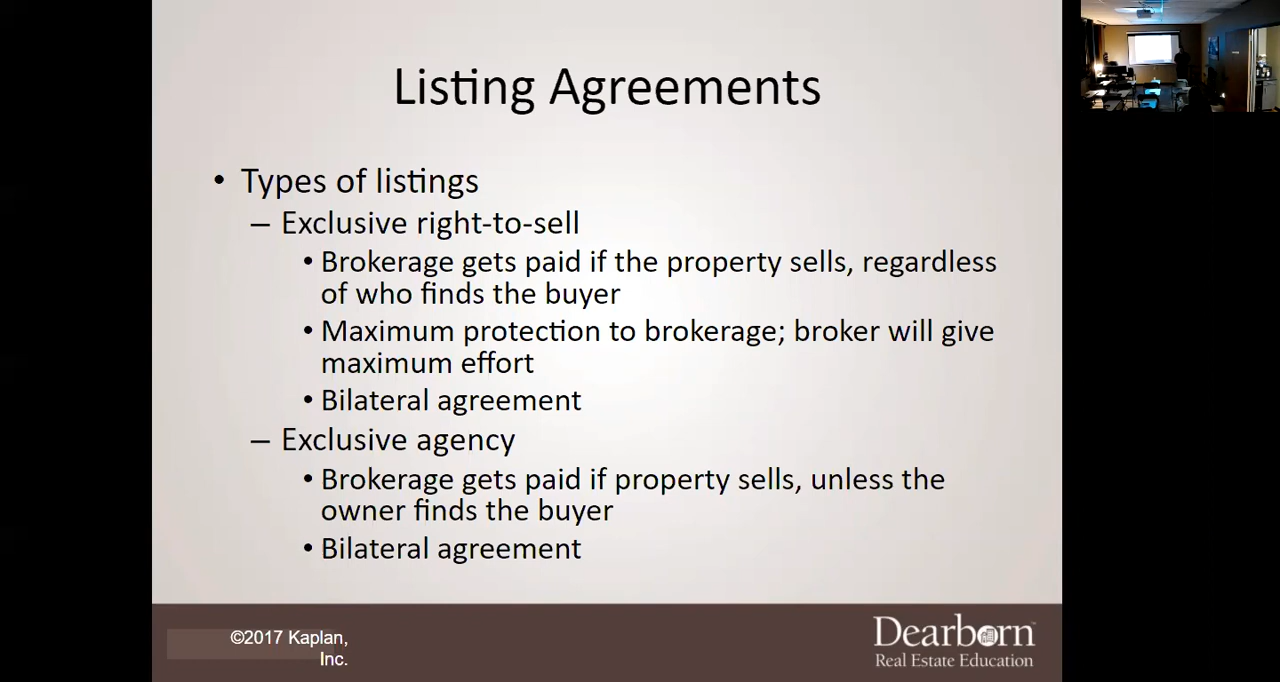 Listing Agreements
• Types of listings
– Exclusive right-to-sell
• Brokerage gets paid if the property sells, regardless
of who finds the buyer
• Maximum protection to brokerage; broker will give
maximum effort
• Bilateral agreement
– Exclusive agency
• Brokerage gets paid if property sells, unless the
owner finds the buyer
• Bilateral agreement
©2017 Kaplan,
Inc.
Dearborn™
Real Estate Education